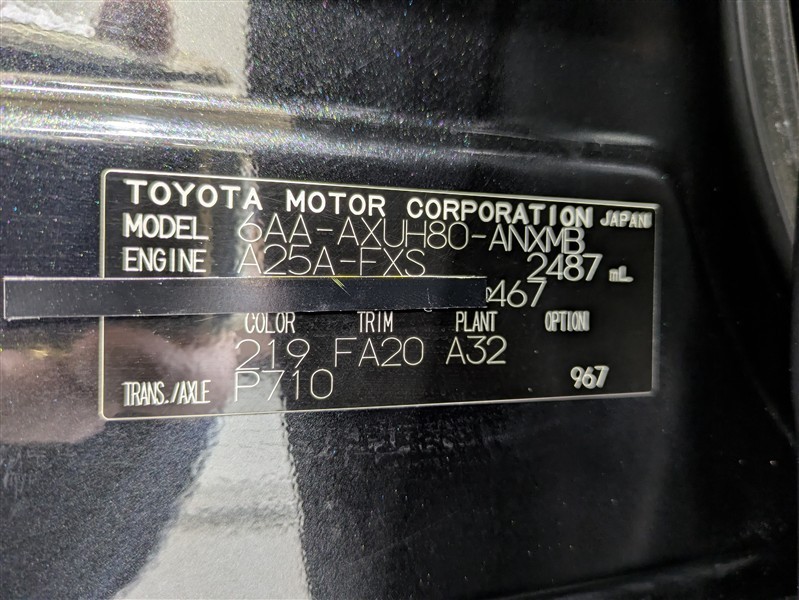 TOYOTA MOTOR CORPORATION JAPAN
MODEL 6AA-AXUH80-ANXMB
ENGINE A25A-FXS 2487 mL
467
COLOR TRIM PLANT OPTION
219 FA20 A32
TRANS./AXLE P710 967